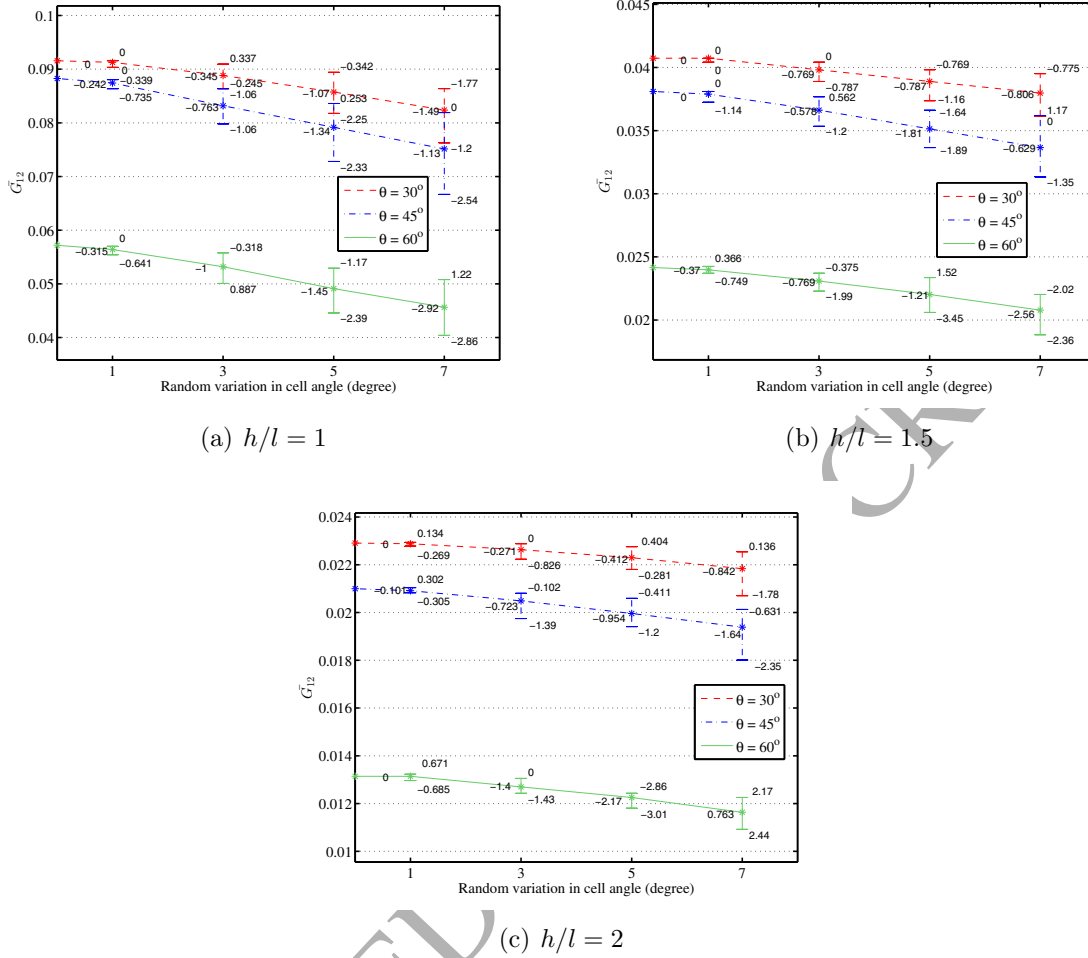 0.1
0.09
0.08
0.07
0.06
0.05
0.04
Ḡ12
0 0.337 −0.342 −1.77
0 −0.345 −1.07 −1.49
0 −0.339 −0.245 0.253 0
−0.242 −0.763 −1.34 −1.13
−0.735 −1.06 −2.25 −1.2
−1.06 −2.33 −2.54
θ = 30o
θ = 45o
θ = 60o
0 −0.318 −1.17 1.22
−0.315 −1 −1.45 −2.92
−0.641 0.887 −2.39 −2.86
1 3 5 7
Random variation in cell angle (degree)
(a) h/l = 1
0.045
0.04
0.035
0.03
0.025
0.02
Ḡ12
0 −0.769 −0.775
0 −0.769 −0.787 −0.806
0 −0.787 −1.16 1.17
0 0.562 −1.64 0
−0.578 −1.81 −0.629
−1.14 −1.2 −1.89 −1.35
θ = 30o
θ = 45o
θ = 60o
0.366 −0.375 1.52 −2.02
−0.37 −0.769 −1.21 −2.56
−0.749 −1.99 −3.45 −2.36
1 3 5 7
Random variation in cell angle (degree)
(b) h/l = 1.5
0.024
0.022
0.02
0.018
0.016
0.014
0.012
0.01
Ḡ12
0.134 0 0.404 0.136
0 −0.271 −0.412 −0.842
−0.269 −0.826 −0.281 −1.78
0.302 −0.102 −0.411 −0.631
−0.101 −0.723 −0.954 −1.64
−0.305 −1.39 −1.2 −2.35
θ = 30o
θ = 45o
θ = 60o
0.671 0 −2.86 2.17
0 −1.4 −2.17 0.763
−0.685 −1.43 −3.01 2.44
1 3 5 7
Random variation in cell angle (degree)
(c) h/l = 2